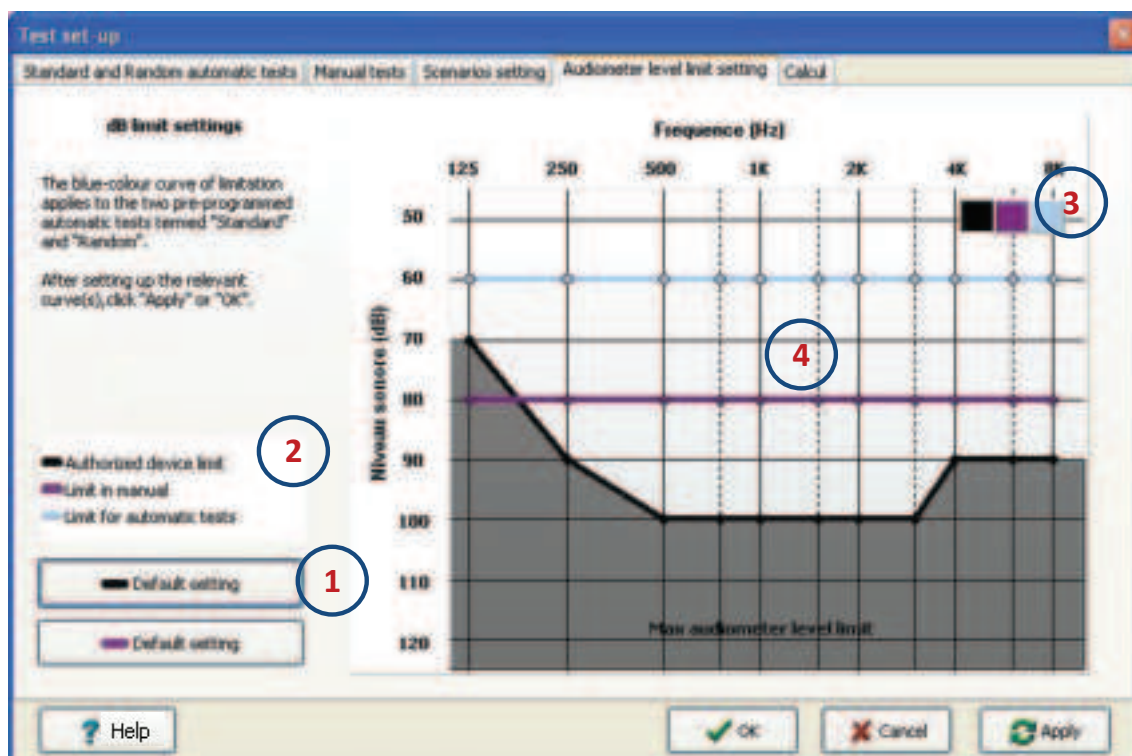 Test set-up
Standard and Random automatic tests
Manual tests
Scenarios setting
Audiometer level limit setting
Calcul
dB limit settings
The blue-colour curve of limitation
applies to the two pre-programmed
automatic tests termed "Standard"
and "Random".
After setting up the relevant
curve(s), click "Apply" or "OK".
2
Authorized device limit
Limit in manual
Limit for automatic tests
Default setting
1
Default setting
Frequence (Hz)
125 250 500 1K 2K 4K 8K
3
Niveau sonore (dB)
50
60
70
4
80
90
100
110
120
Max audiometer level limit
? Help
OK
Cancel
Apply